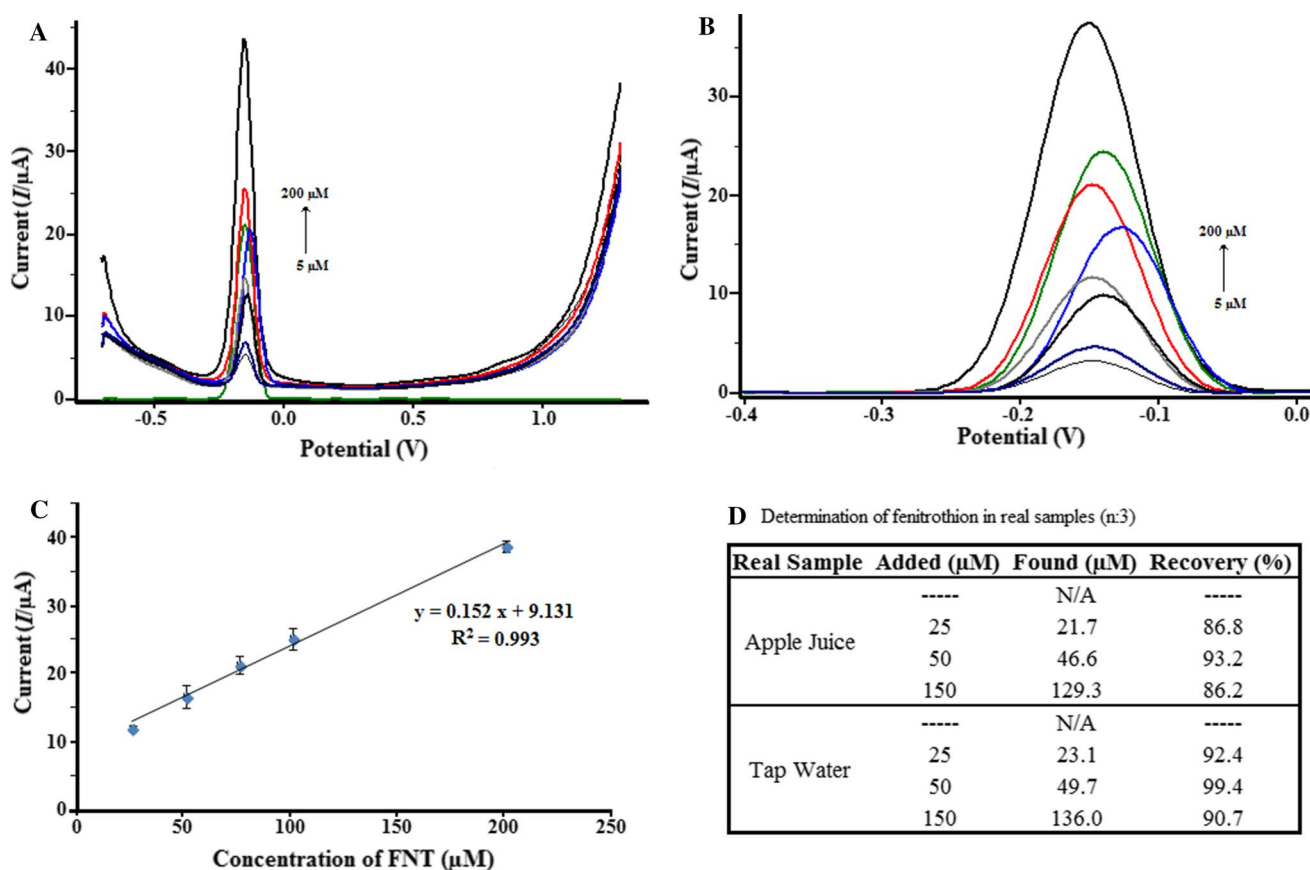 A
Current (I/µA)
40
30
20
10
0
200 µM
5 µM
-0.5
0.0
0.5
1.0
Potential (V)
B
Current (I/µA)
30
20
10
0
200 µM
5 µM
-0.4
-0.3
-0.2
-0.1
0.0
Potential (V)
C
Current (I/µA)
40
30
20
10
0
y = 0.152 x + 9.131
R² = 0.993
0 50 100 150 200 250
Concentration of FNT (µM)
D Determination of fenitrothion in real samples (n:3)
Real Sample Added (µM) Found (µM) Recovery (%)
----- N/A -----
25 21.7 86.8
Apple Juice
50 46.6 93.2
150 129.3 86.2
----- N/A -----
25 23.1 92.4
Tap Water
50 49.7 99.4
150 136.0 90.7